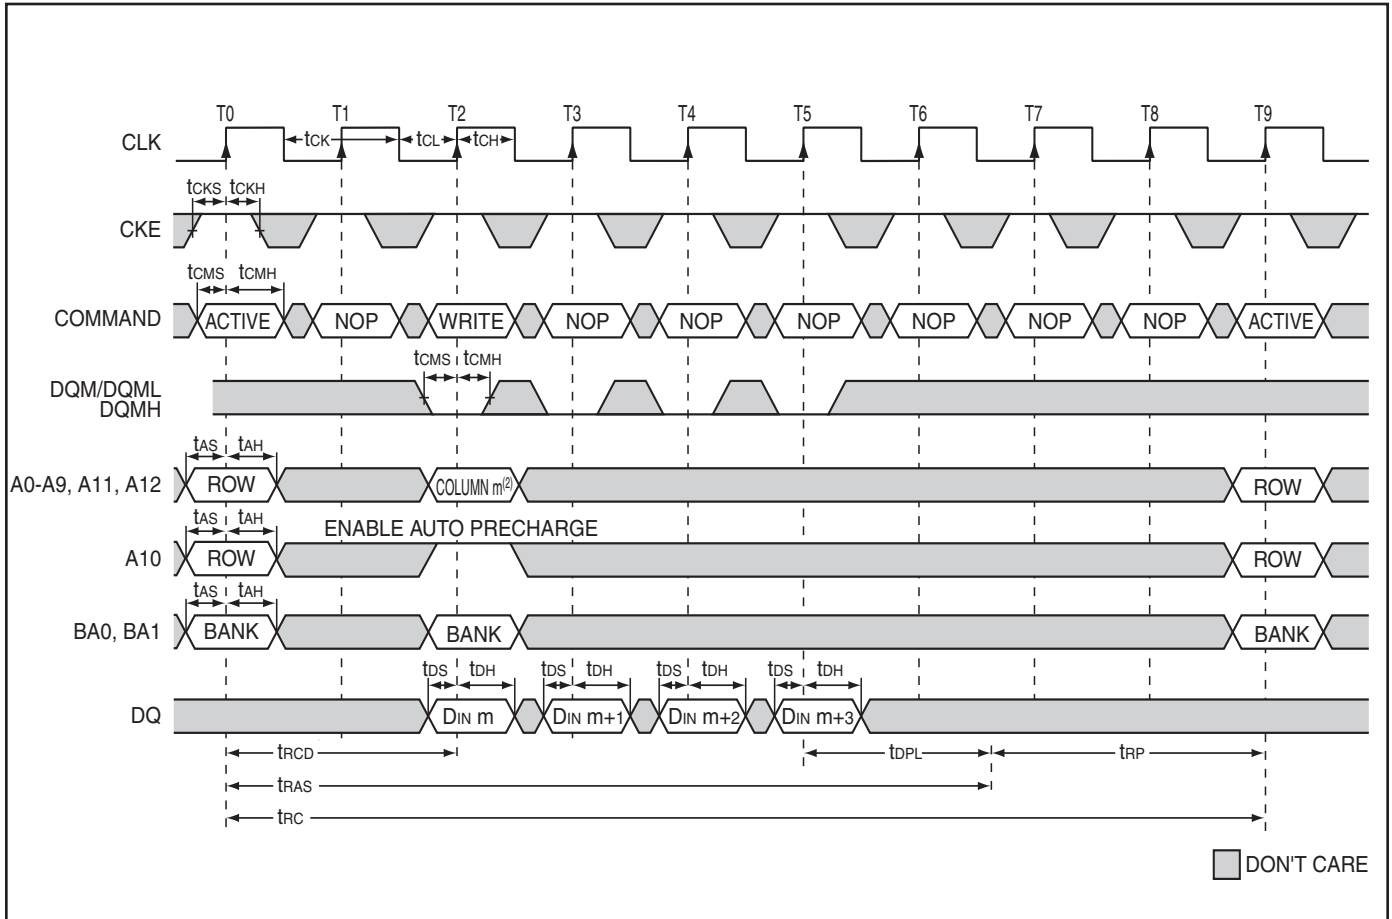 T0 T1 T2 T3 T4 T5 T6 T7 T8 T9
CLK tCK tCL tCH
tCKS tCKH
CKE
tCMS tCMH
COMMAND ACTIVE NOP WRITE NOP NOP NOP NOP NOP NOP ACTIVE
tCMS tCMH
DQM/DQML
DQMH
tAS tAH
A0-A9, A11, A12 ROW COLUMN m(2) ROW
tAS tAH ENABLE AUTO PRECHARGE
A10 ROW ROW
tAS tAH
BA0, BA1 BANK BANK BANK
tDS tDH tDS tDH tDS tDH tDS tDH
DQ DIN m DIN m+1 DIN m+2 DIN m+3
tRCD tDPL tRP
tRAS
tRC
DON'T CARE